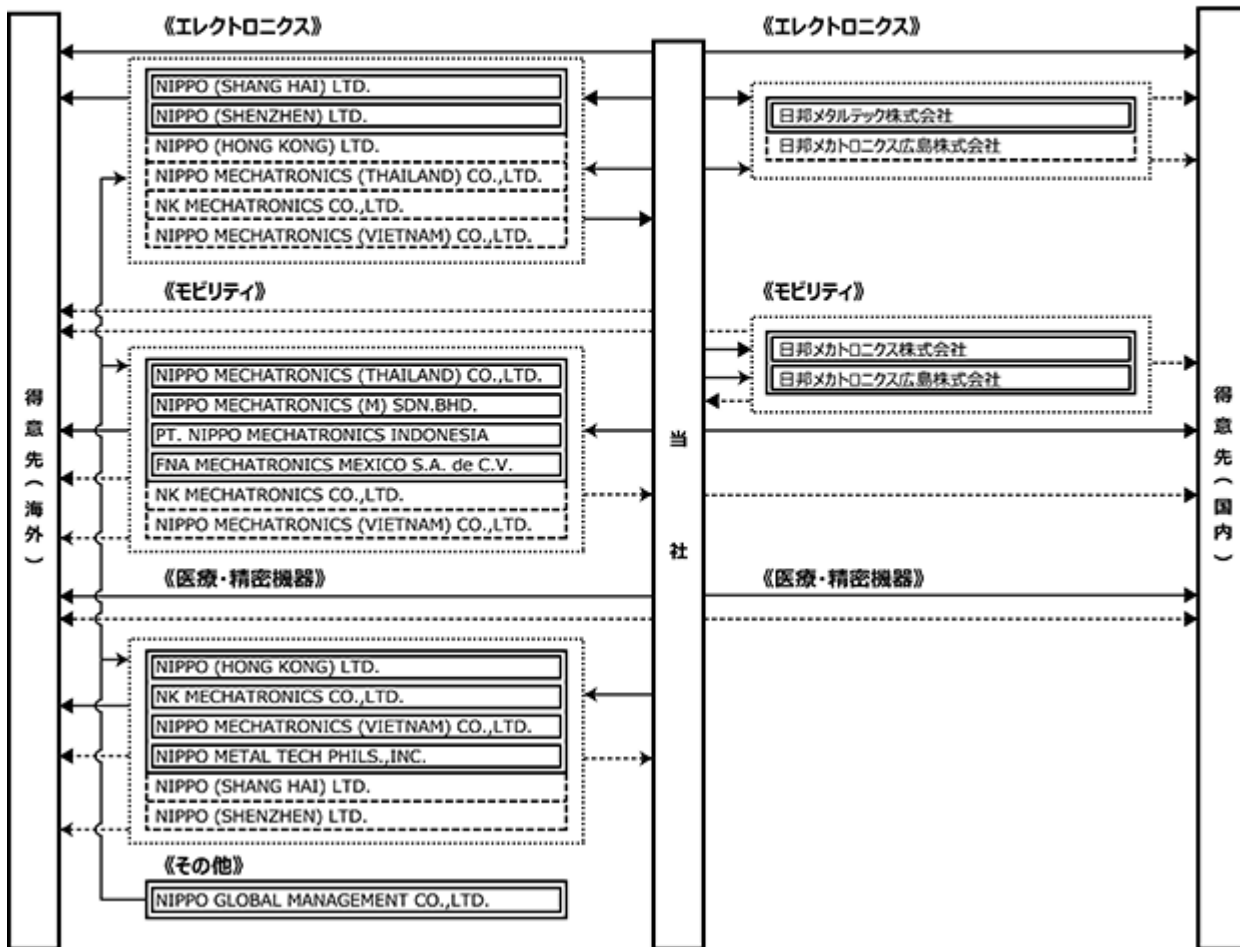 《エレクトロニクス》
NIPPO (SHANG HAI) LTD.
NIPPO (SHENZHEN) LTD.
NIPPO (HONG KONG) LTD.
NIPPO MECHATRONICS (THAILAND) CO.,LTD.
NK MECHATRONICS CO.,LTD.
NIPPO MECHATRONICS (VIETNAM) CO.,LTD.
《モビリティ》
NIPPO MECHATRONICS (THAILAND) CO.,LTD.
NIPPO MECHATRONICS (M) SDN.BHD.
PT. NIPPO MECHATRONICS INDONESIA
FNA MECHATRONICS MEXICO S.A. de C.V.
NK MECHATRONICS CO.,LTD.
NIPPO MECHATRONICS (VIETNAM) CO.,LTD.
《医療・精密機器》
NIPPO (HONG KONG) LTD.
NK MECHATRONICS CO.,LTD.
NIPPO MECHATRONICS (VIETNAM) CO.,LTD.
NIPPO METAL TECH PHILS.,INC.
NIPPO (SHANG HAI) LTD.
NIPPO (SHENZHEN) LTD.
《その他》
NIPPO GLOBAL MANAGEMENT CO.,LTD.
得意先(海外)
当社
《エレクトロニクス》
日邦メタルテック株式会社
日邦メカトロニクス広島株式会社
《モビリティ》
日邦メカトロニクス株式会社
日邦メカトロニクス広島株式会社
《医療・精密機器》
得意先(国内)